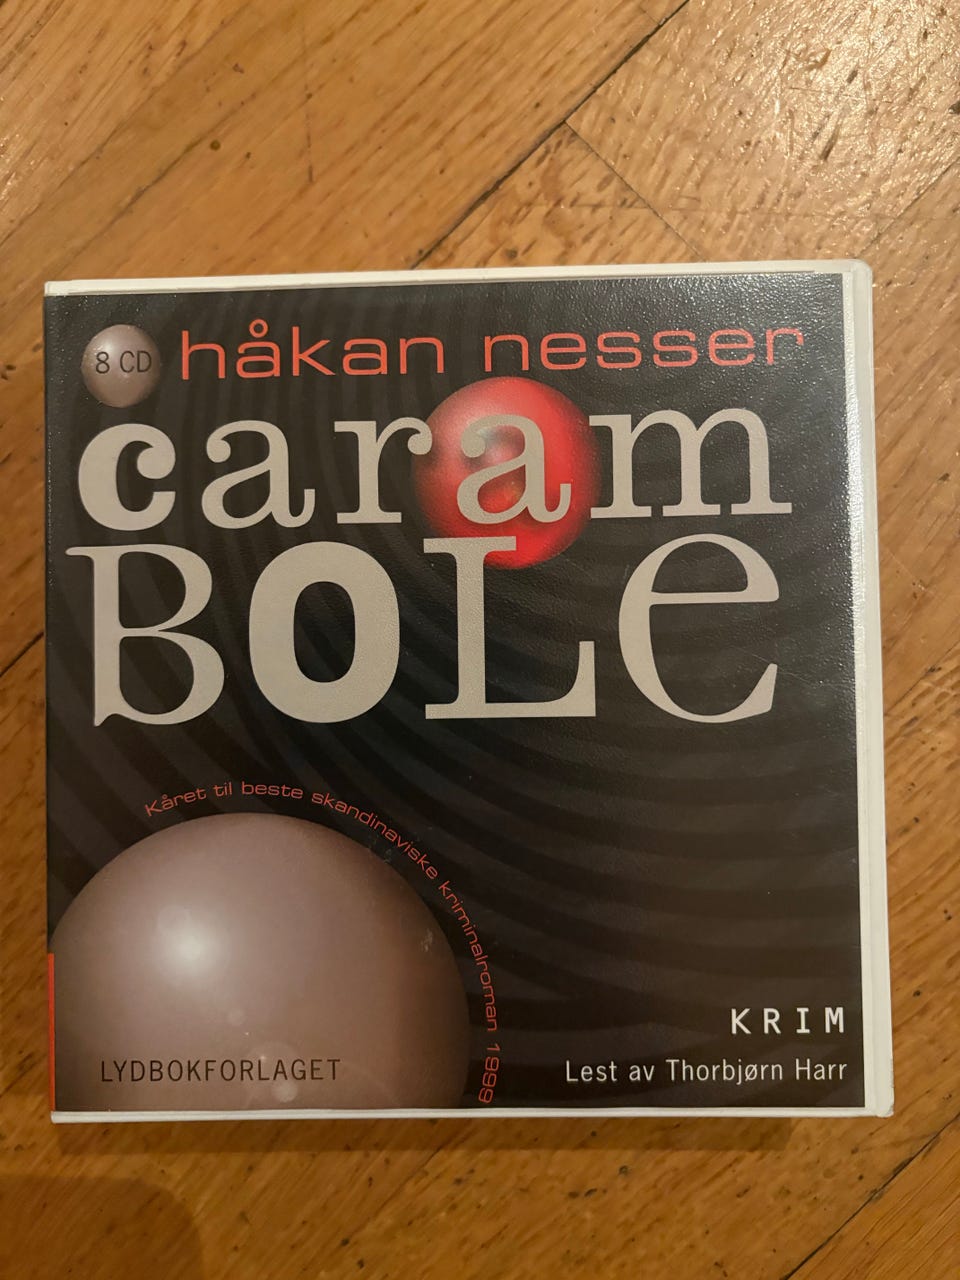 8 CD
håkan nesser
caram
BOLe
Kåret til beste skandinaviske kriminalroman 1999
KRIM
Lest av Thorbjørn Harr
LYDBOKFORLAGET